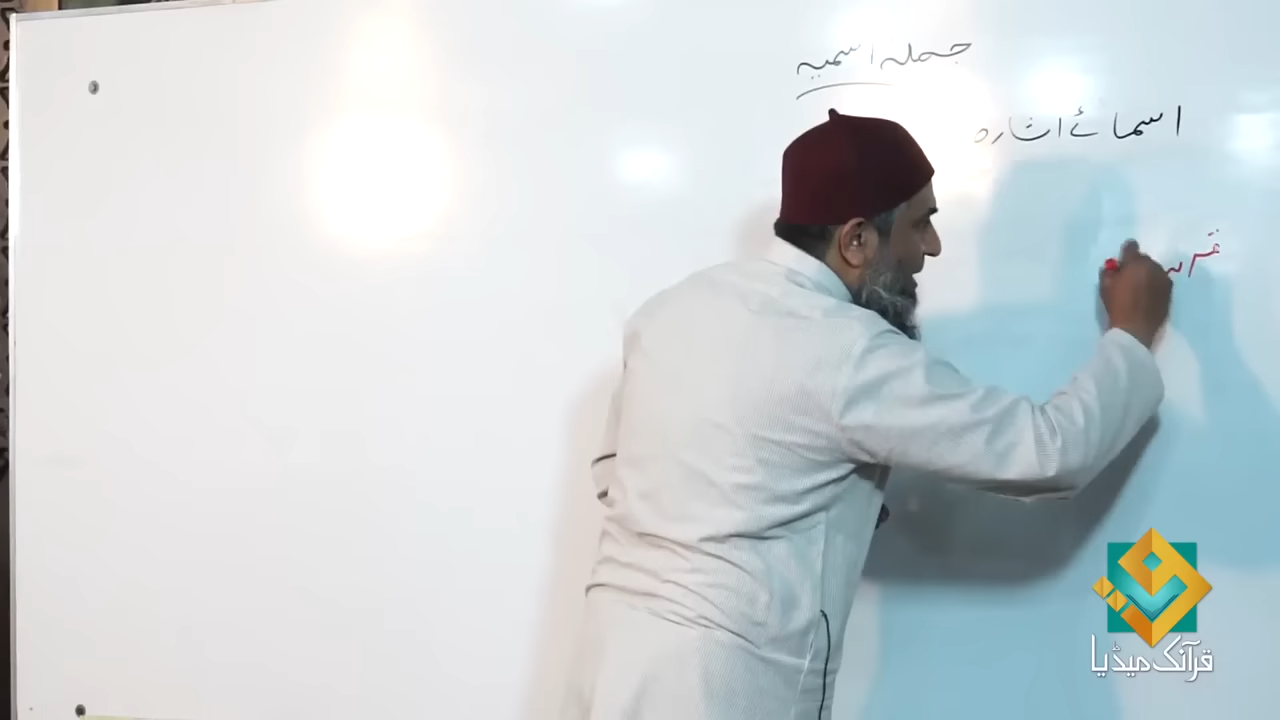 جملہ اسمیہ
اسمائے اشارہ
قرآنک میڈیا